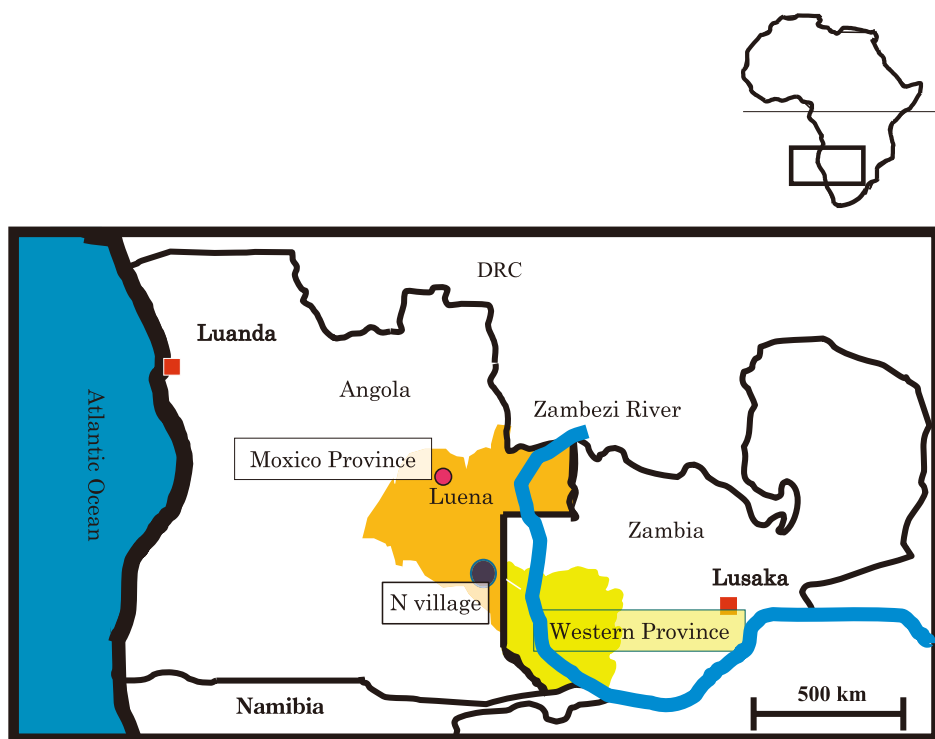 DRC
Luanda
Angola
Zambezi River
Atlantic Ocean
Moxico Province
Luena
Zambia
Lusaka
N village
Western Province
Namibia
500 km